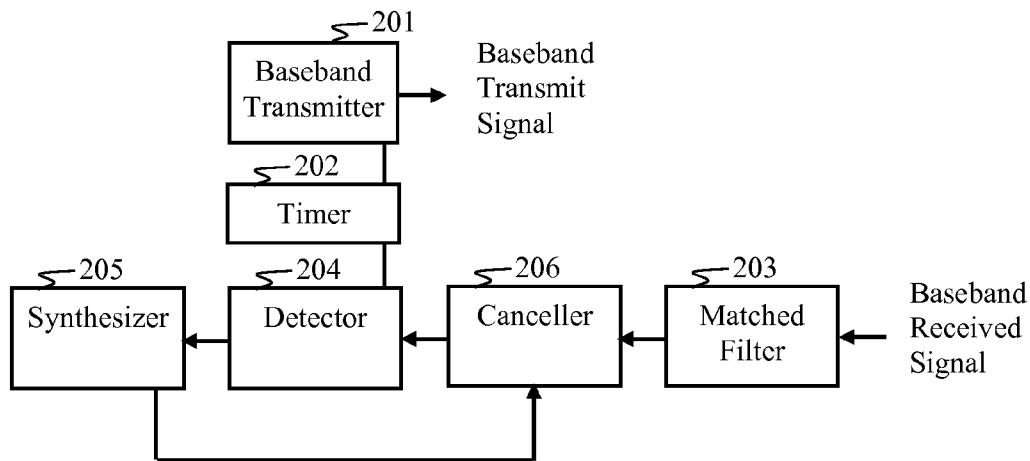 201
Baseband
Transmitter
Baseband
Transmit
Signal
202
Timer
205
204
206
203
Synthesizer
Detector
Canceller
Matched
Filter
Baseband
Received
Signal